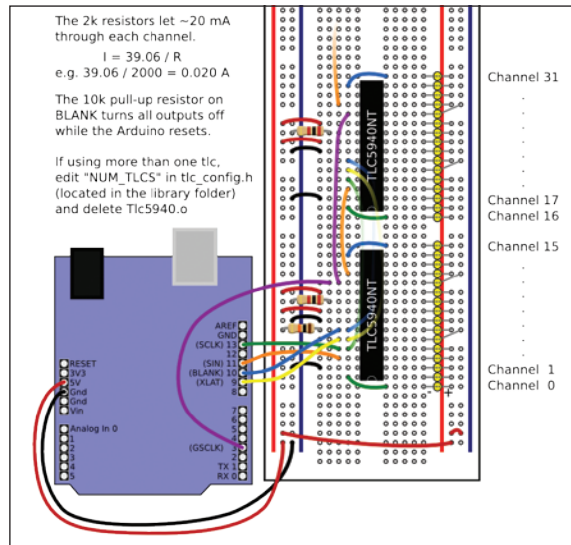 The 2k resistors let ~20 mA
through each channel.
I = 39.06 / R
e.g. 39.06 / 2000 = 0.020 A
The 10k pull-up resistor on
BLANK turns all outputs off
while the Arduino resets.
If using more than one tlc,
edit "NUM_TLCS" in tlc_config.h
(located in the library folder)
and delete Tlc5940.o
TLC5940NT
TLC5940NT
Channel 31
.
.
.
.
.
Channel 17
Channel 16
Channel 15
.
.
.
.
.
Channel 1
Channel 0
- +
RESET
3V3
5V
Gnd
Gnd
Vin
Analog In 0
1
2
3
4
5
AREF
GND
(SCLK) 13
12
(SIN) 11
(BLANK) 10
(XLAT) 9
8
7
6
5
4
(GSCLK) 3
2
TX 1
RX 0